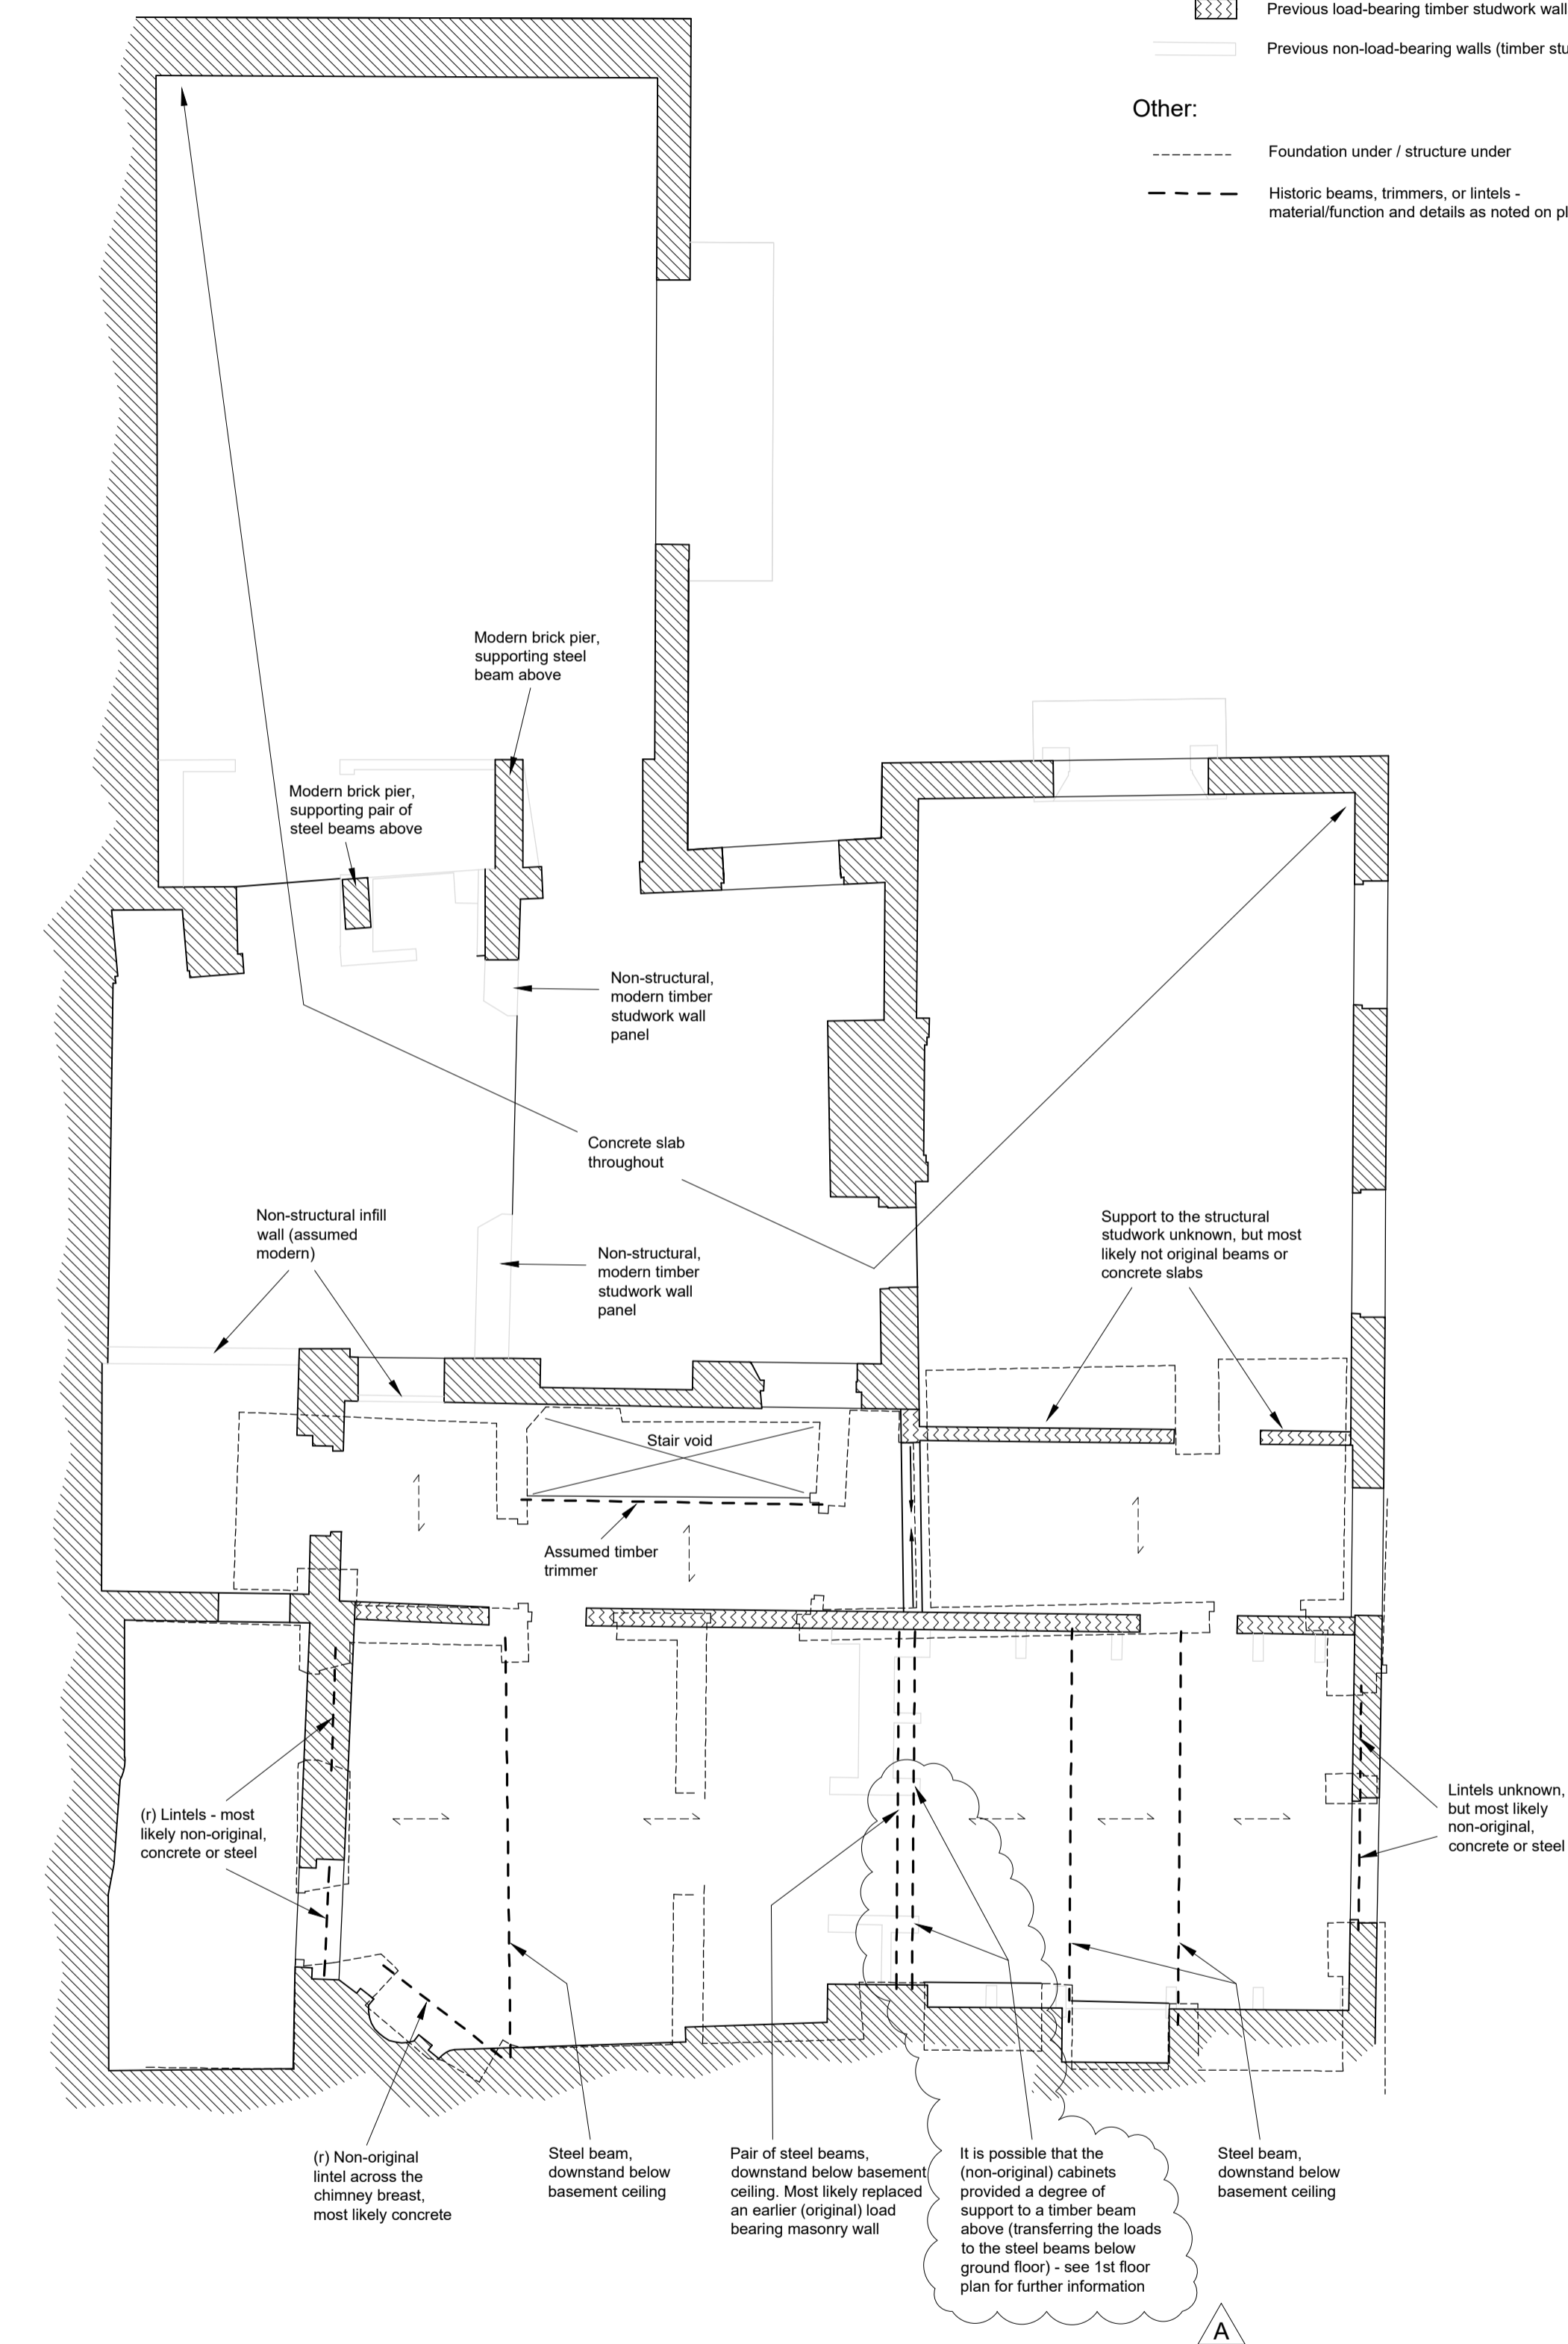 Previous load-bearing timber studwork wall
Previous non-load-bearing walls (timber stu
Other:
Foundation under / structure under
Historic beams, trimmers, or lintels -
material/function and details as noted on pl
Modern brick pier,
supporting steel
beam above
Modern brick pier,
supporting pair of
steel beams above
Non-structural,
modern timber
studwork wall
panel
Concrete slab
throughout
Non-structural infill
wall (assumed
modern)
Non-structural,
modern timber
studwork wall
panel
Support to the structural
studwork unknown, but most
likely not original beams or
concrete slabs
Stair void
Assumed timber
trimmer
(r) Lintels - most
likely non-original,
concrete or steel
Lintels unknown,
but most likely
non-original,
concrete or steel
(r) Non-original
lintel across the
chimney breast,
most likely concrete
Steel beam,
downstand below
basement ceiling
Pair of steel beams,
downstand below basement
ceiling. Most likely replaced
an earlier (original) load
bearing masonry wall
It is possible that the
(non-original) cabinets
provided a degree of
support to a timber beam
above (transferring the loads
to the steel beams below
ground floor) - see 1st floor
plan for further information
Steel beam,
downstand below
basement ceiling
A